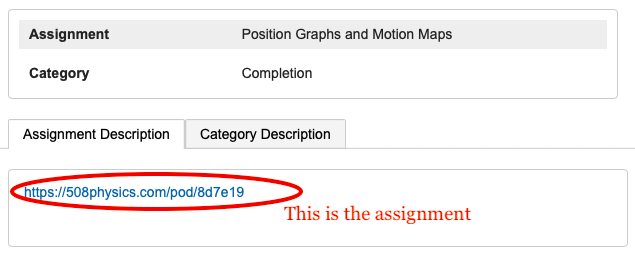 Assignment Position Graphs and Motion Maps
Category Completion
Assignment Description Category Description
https://508physics.com/pod/8d7e19
This is the assignment